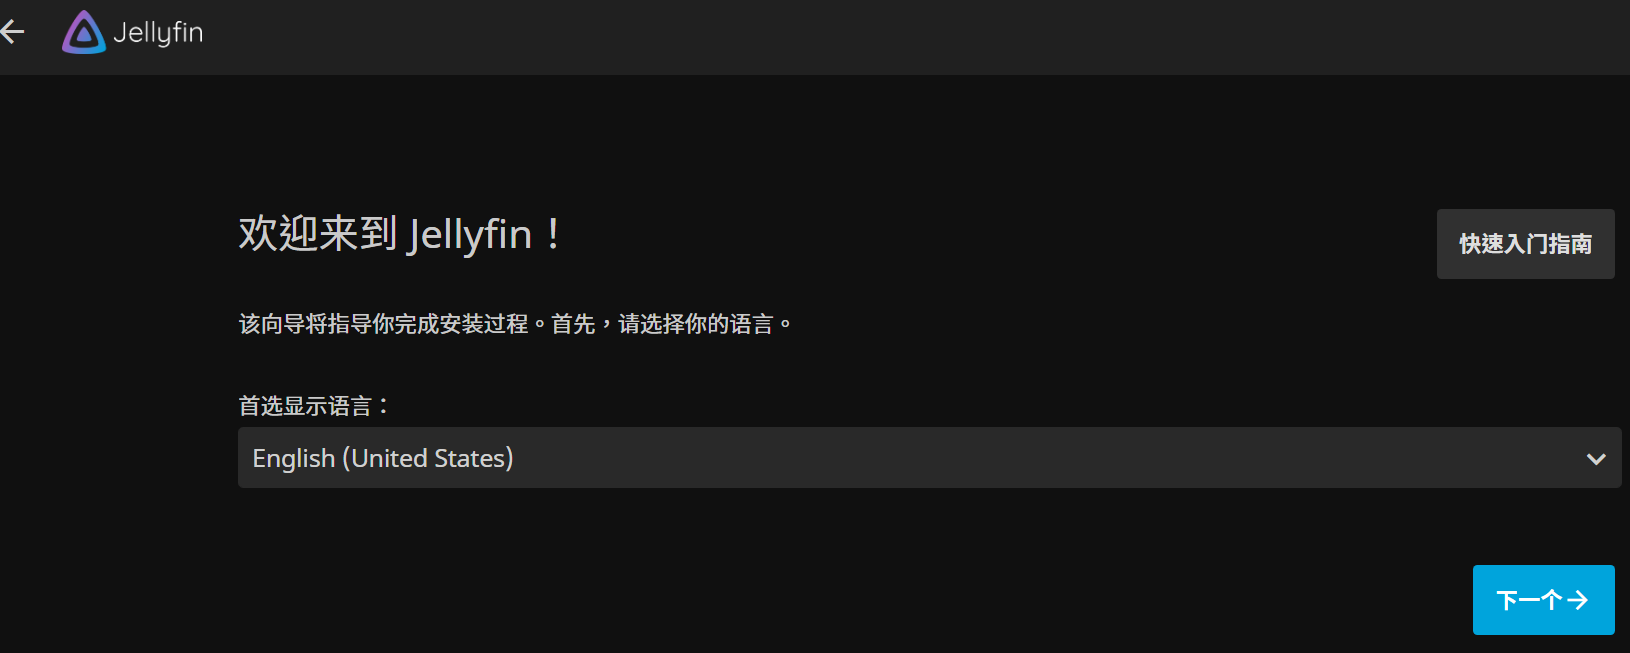 Jellyfin
欢迎来到 Jellyfin！
快速入门指南
该向导将指导你完成安装过程。首先，请选择你的语言。
首选显示语言：
English (United States)
下一个